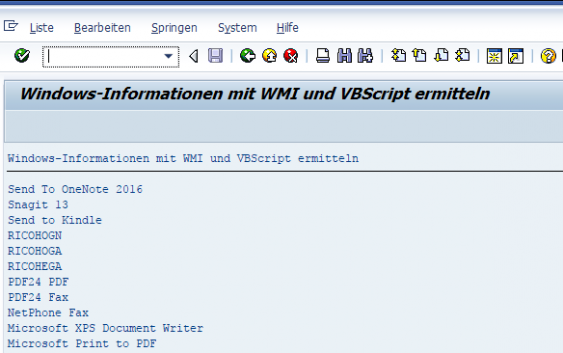 Liste Bearbeiten Springen System Hilfe
Windows-Informationen mit WMI und VBScript ermitteln
Windows-Informationen mit WMI und VBScript ermitteln
Send To OneNote 2016
Snagit 13
Send to Kindle
RICOHOGN
RICOHOGA
RICOHEGA
PDF24 PDF
PDF24 Fax
NetPhone Fax
Microsoft XPS Document Writer
Microsoft Print to PDF